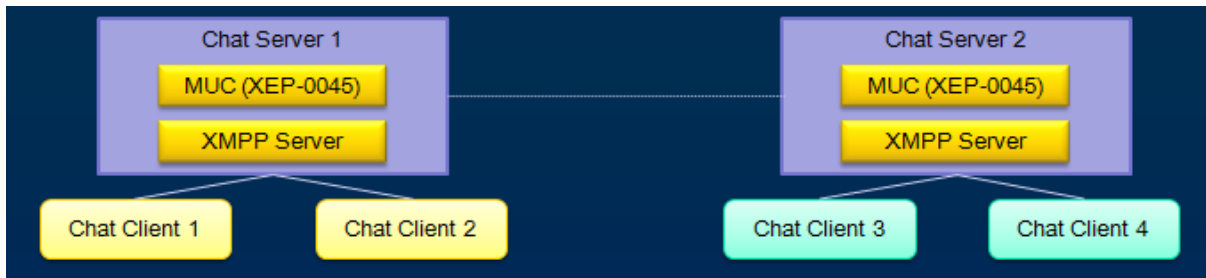 Chat Server 1
MUC (XEP-0045)
XMPP Server
Chat Client 1
Chat Client 2
Chat Server 2
MUC (XEP-0045)
XMPP Server
Chat Client 3
Chat Client 4